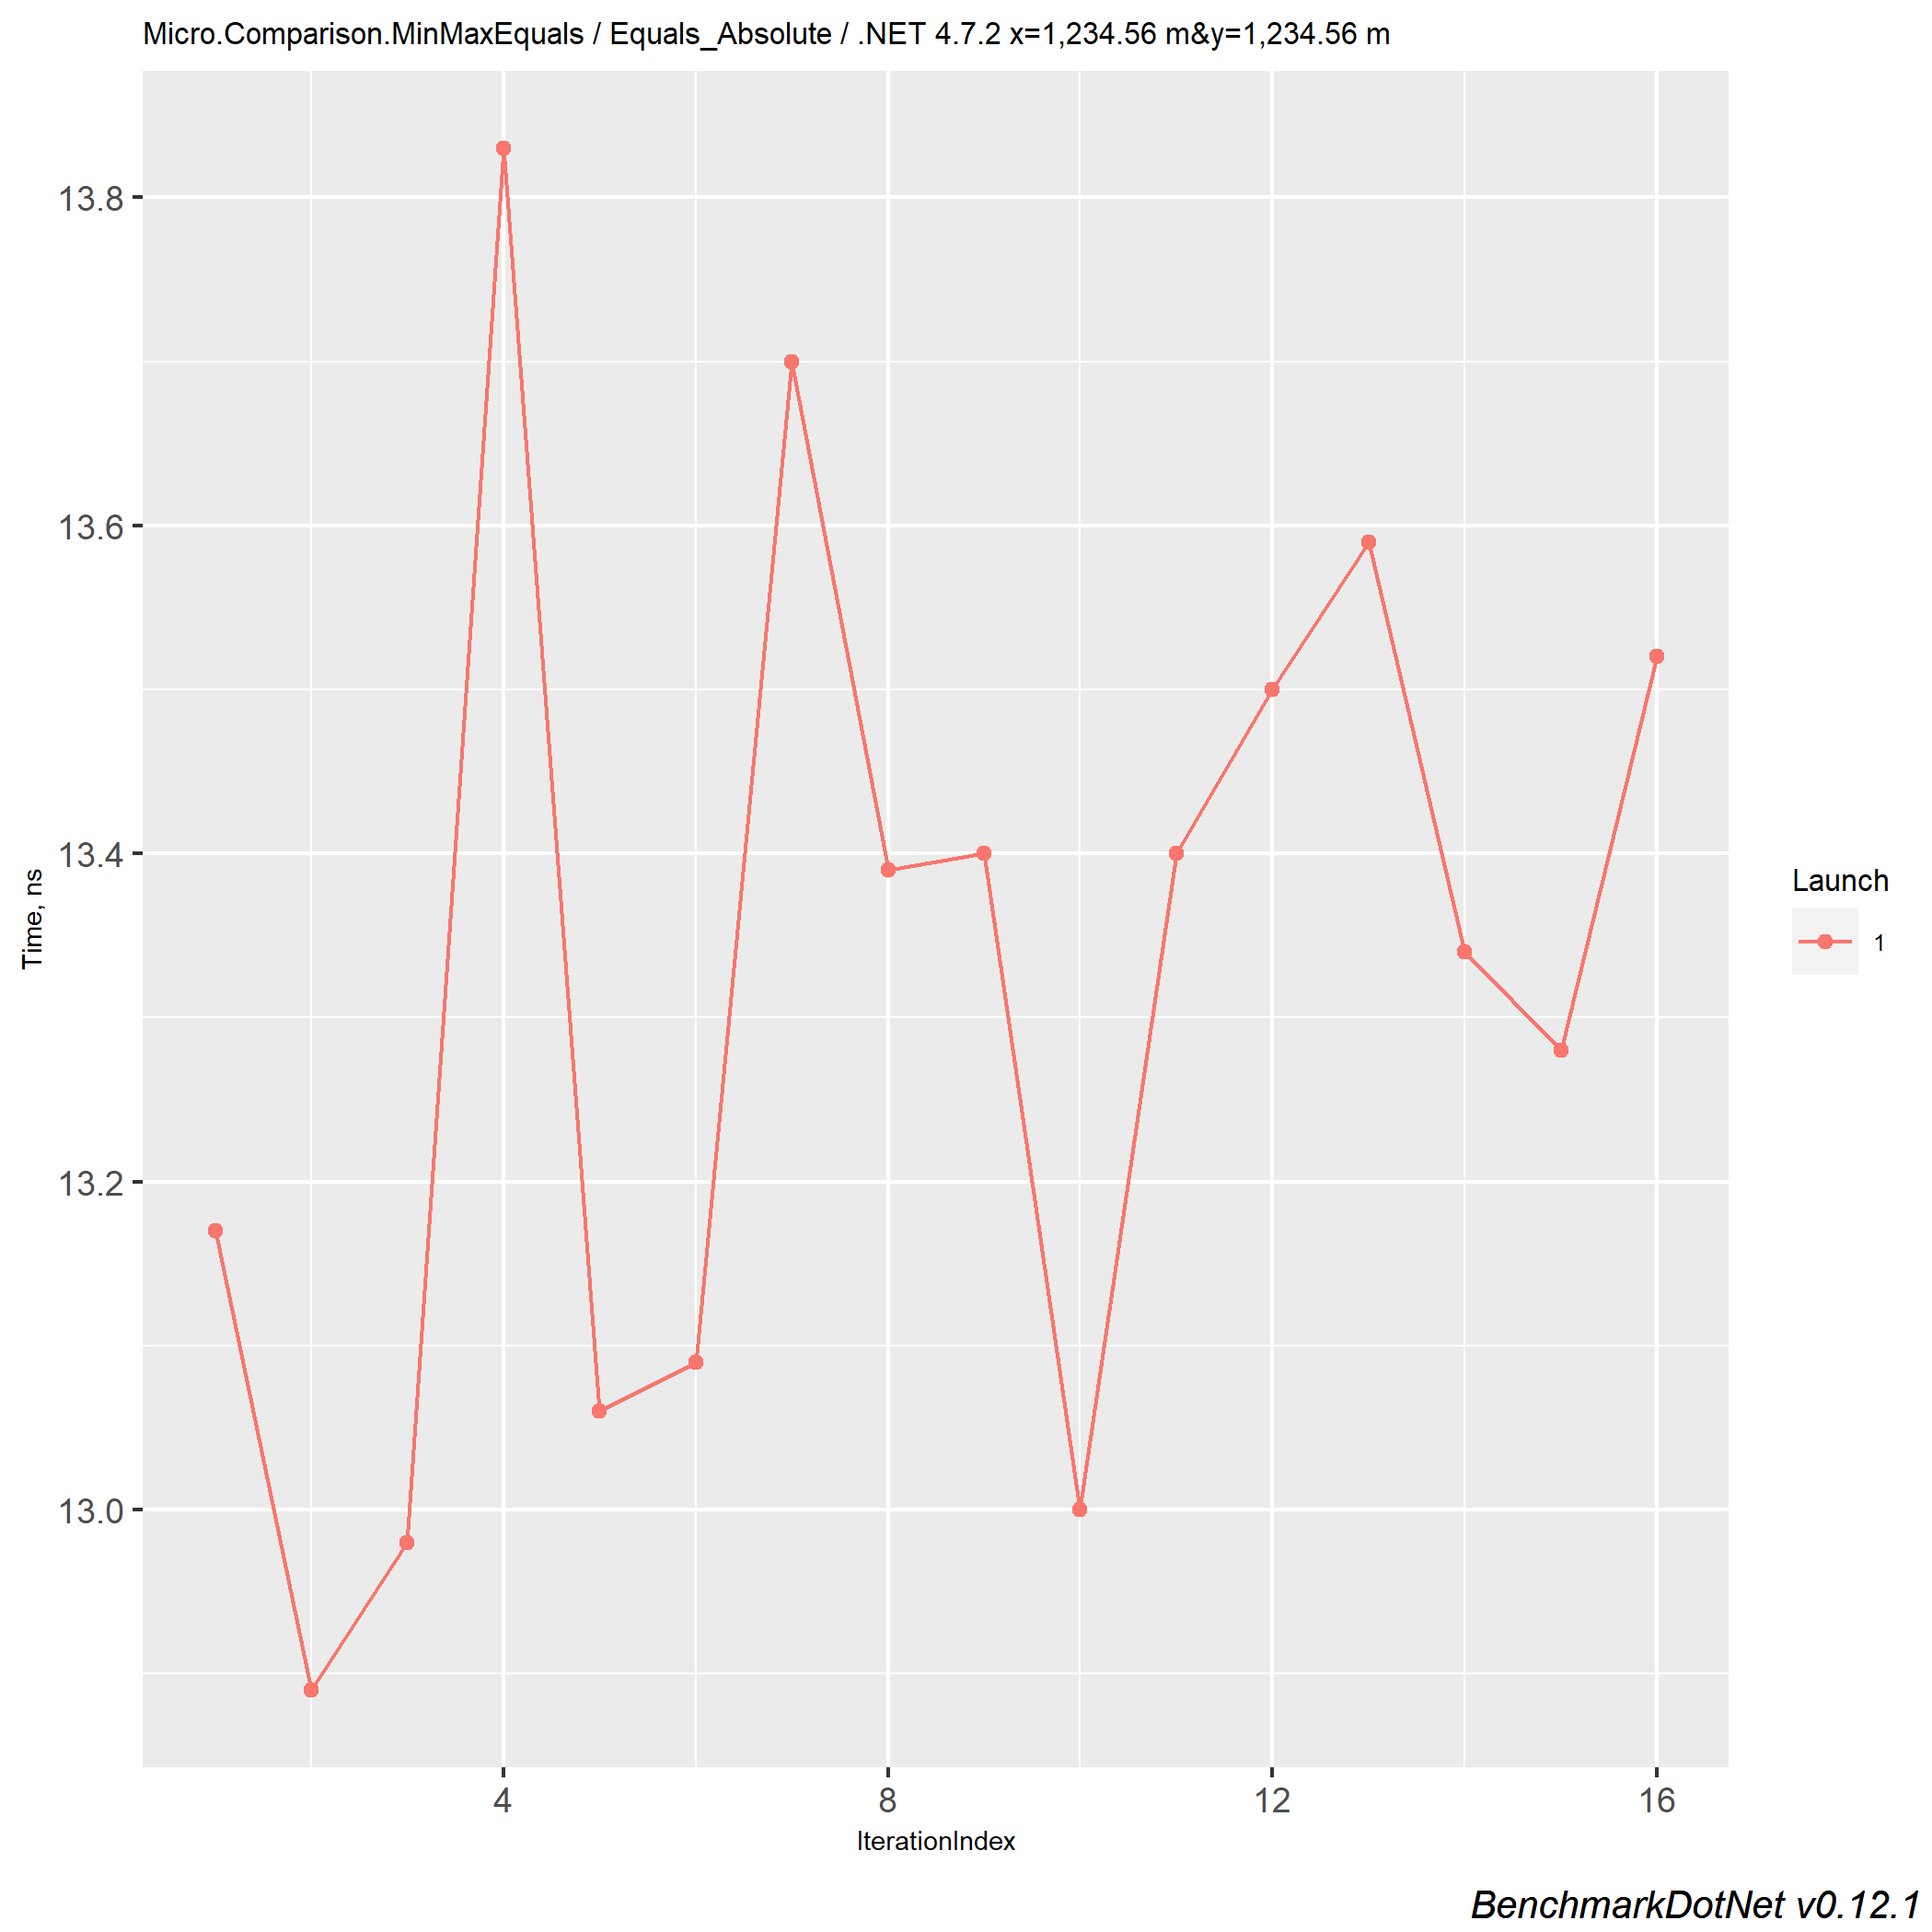 Micro.Comparison.MinMaxEquals / Equals_Absolute / .NET 4.7.2 x=1,234.56 m&y=1,234.56 m
13.8
13.6
13.4
13.2
13.0
Time, ns
4
8
12
16
IterationIndex
Launch
1
BenchmarkDotNet v0.12.1